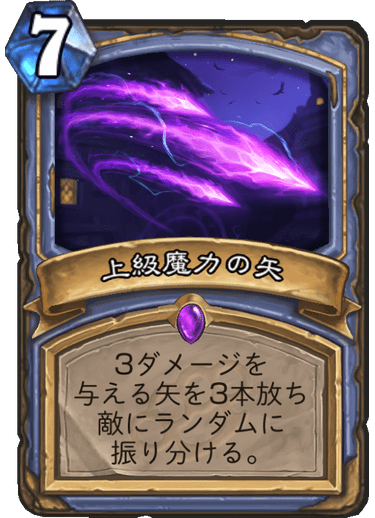 7
上級魔力の矢
3ダメージを
与える矢を3本放ち
敵にランダムに
振り分ける。